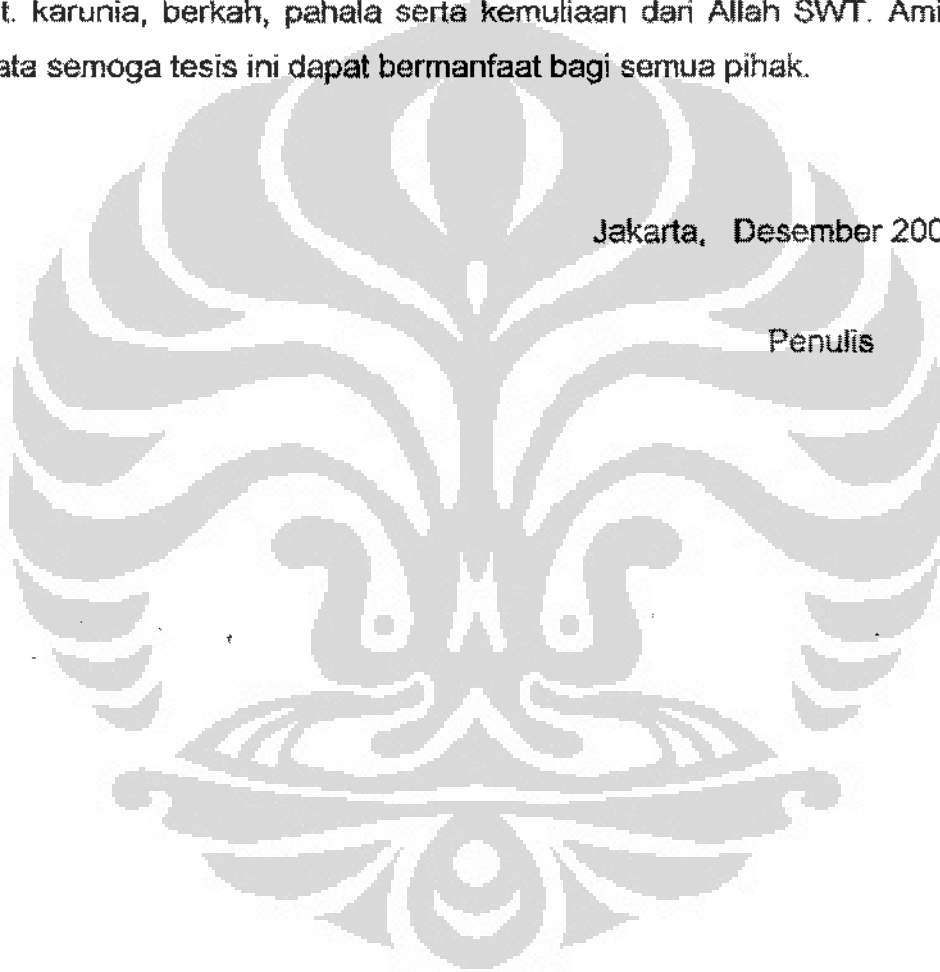 t. karunia, berkah, pahala serta kemuliaan dari Allah SWT. Ami
ata semoga tesis ini dapat bermanfaat bagi semua pihak.
Jakarta, Desember 200
Penulis